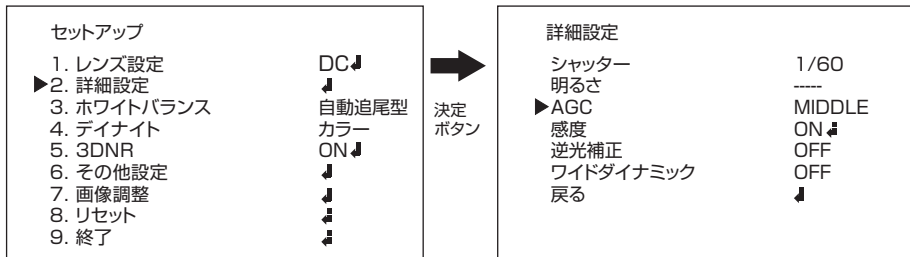 セットアップ
1. レンズ設定 DC↲
▶2. 詳細設定 ↲
3. ホワイトバランス 自動追尾型
4. デイナイト カラー
5. 3DNR ON↲
6. その他設定 ↲
7. 画像調整 ↲
8. リセット ↲
9. 終了 ↲
決定
ボタン
詳細設定
シャッター 1/60
明るさ -----
▶AGC MIDDLE
感度 ON↲
逆光補正 OFF
ワイドダイナミック OFF
戻る ↲